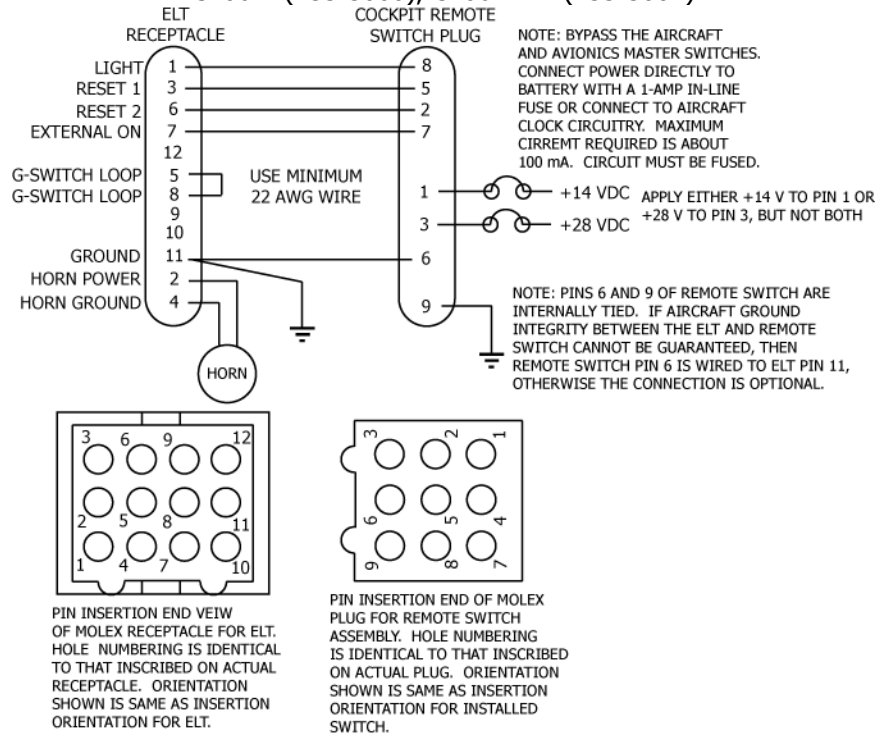 ELT
RECEPTACLE
COCKPIT REMOTE
SWITCH PLUG
LIGHT 1 8
RESET 1 3 5
RESET 2 6 2
EXTERNAL ON 7 7
12
G-SWITCH LOOP 5
G-SWITCH LOOP 8
9
10
GROUND 11 6
HORN POWER 2
HORN GROUND 4
USE MINIMUM
22 AWG WIRE
HORN
1 +14 VDC
3 +28 VDC
9
APPLY EITHER +14 V TO PIN 1 OR
+28 V TO PIN 3, BUT NOT BOTH
NOTE: BYPASS THE AIRCRAFT
AND AVIONICS MASTER SWITCHES.
CONNECT POWER DIRECTLY TO
BATTERY WITH A 1-AMP IN-LINE
FUSE OR CONNECT TO AIRCRAFT
CLOCK CIRCUITRY. MAXIMUM
CIRREMT REQUIRED IS ABOUT
100 mA. CIRCUIT MUST BE FUSED.
NOTE: PINS 6 AND 9 OF REMOTE SWITCH ARE
INTERNALLY TIED. IF AIRCRAFT GROUND
INTEGRITY BETWEEN THE ELT AND REMOTE
SWITCH CANNOT BE GUARANTEED, THEN
REMOTE SWITCH PIN 6 IS WIRED TO ELT PIN 11,
OTHERWISE THE CONNECTION IS OPTIONAL.
3 6 9 12
2 5 8 11
1 4 7 10
PIN INSERTION END VEIW
OF MOLEX RECEPTACLE FOR ELT.
HOLE NUMBERING IS IDENTICAL
TO THAT INSCRIBED ON ACTUAL
RECEPTACLE. ORIENTATION
SHOWN IS SAME AS INSERTION
ORIENTATION FOR ELT.
3 2 1
6 5 4
9 8 7
PIN INSERTION END OF MOLEX
PLUG FOR REMOTE SWITCH
ASSEMBLY. HOLE NUMBERING
IS IDENTICAL TO THAT INSCRIBED
ON ACTUAL PLUG. ORIENTATION
SHOWN IS SAME AS INSERTION
ORIENTATION FOR INSTALLED
SWITCH.